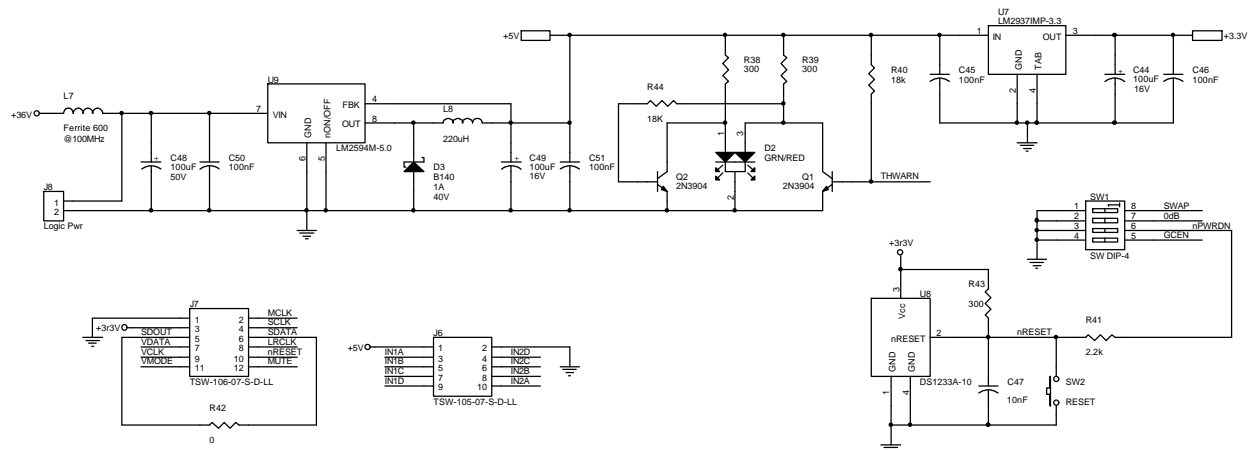 U7
LM2937IMP-3.3
+5V
1
IN
OUT
3
+3.3V
GND
TAB
2
4
R38
300
R39
300
R40
18k
C45
100nF
C44
100uF
16V
C46
100nF
+
L7
+36V
Ferrite 600
@100MHz
U9
7
VIN
FBK
4
OUT
8
GND
nON/OFF
6
5
LM2594M-5.0
L8
220uH
R44
18K
C48
100uF
50V
+
C50
100nF
D3
B140
1A
40V
C49
100uF
16V
+
C51
100nF
Q2
2N3904
1
3
D2
GRN/RED
2
Q1
2N3904
THWARN
J8
1
2
Logic Pwr
SW1
1
2
3
4
8
7
6
5
SWAP
0dB
nPWRDN
GCEN
SW DIP-4
+3r3V
3
U8
Vcc
nRESET
2
GND
GND
1
4
DS1233A-10
R43
300
nRESET
R41
2.2k
C47
10nF
SW2
RESET
J7
+3r3V
SDOUT
VDATA
VCLK
VMODE
1
3
5
7
9
11
2
4
6
8
10
12
MCLK
SCLK
SDATA
LRCLK
nRESET
MUTE
TSW-106-07-S-D-LL
R42
0
J6
+5V
IN1A
IN1B
IN1C
IN1D
1
3
5
7
9
2
4
6
8
10
IN2D
IN2C
IN2B
IN2A
TSW-105-07-S-D-LL